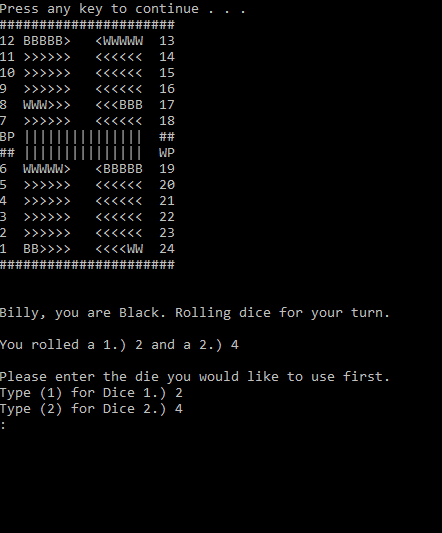 Press any key to continue . . .
######################
12 BBBBB>   <WWWWW  13
11 >>>>>>   <<<<<<  14
10 >>>>>>   <<<<<<  15
9  >>>>>>   <<<<<<  16
8  WWW>>>   <<<BBB  17
7  >>>>>>   <<<<<<  18
BP |||||||||||||||  ##
## |||||||||||||||  WP
6  WWWWW>   <BBBBB  19
5  >>>>>>   <<<<<<  20
4  >>>>>>   <<<<<<  21
3  >>>>>>   <<<<<<  22
2  >>>>>>   <<<<<<  23
1  BB>>>>   <<<<WW  24
######################
Billy, you are Black. Rolling dice for your turn.
You rolled a 1.) 2 and a 2.) 4
Please enter the die you would like to use first.
Type (1) for Dice 1.) 2
Type (2) for Dice 2.) 4
: